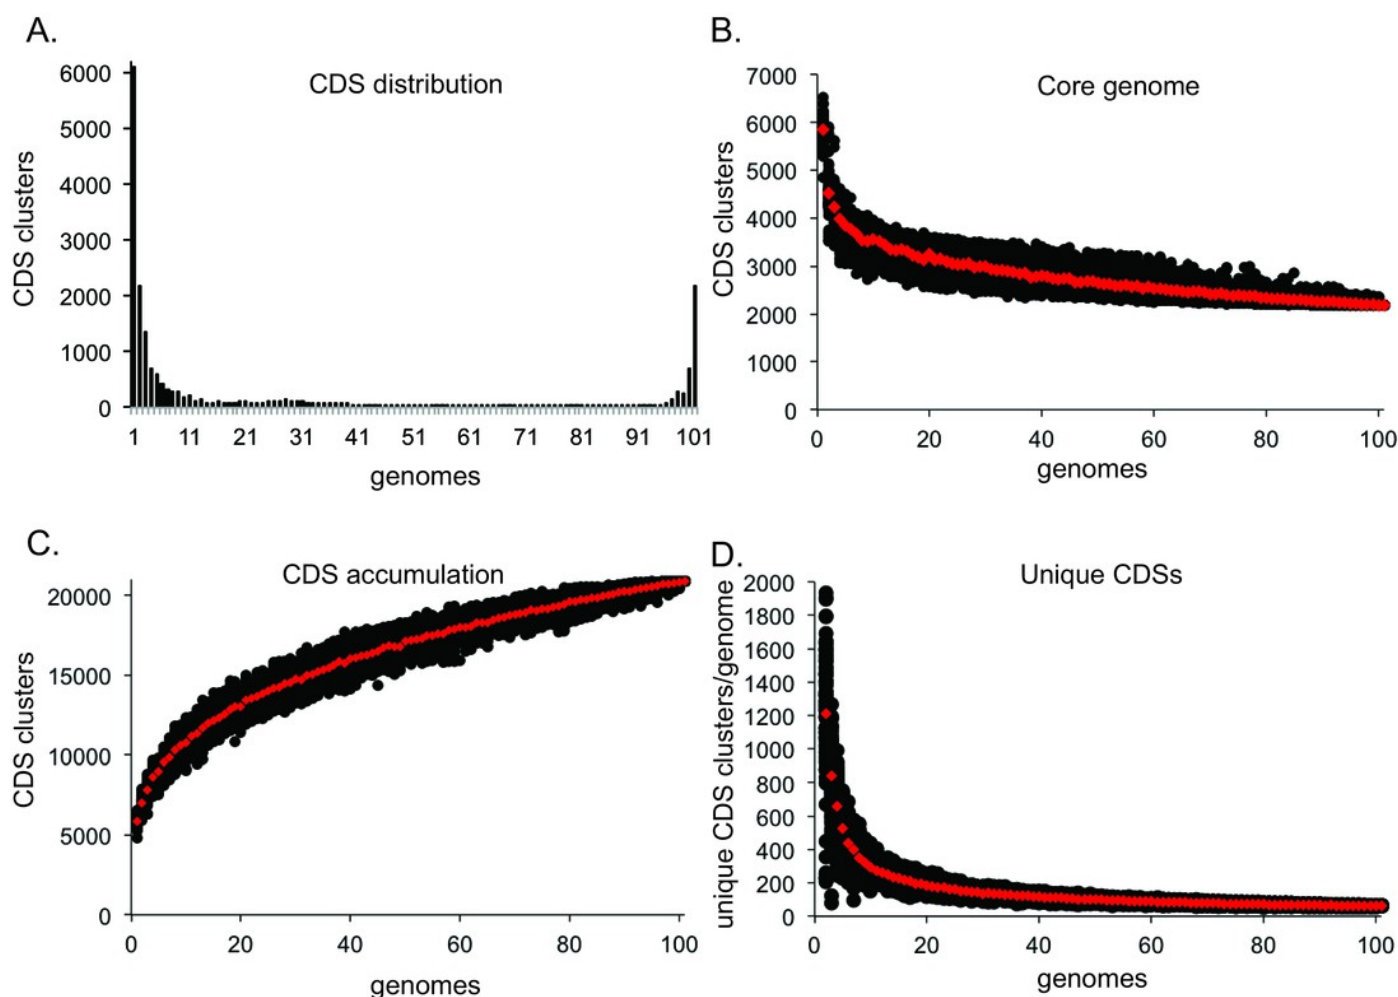 A.
CDS distribution
CDS clusters
6000
5000
4000
3000
2000
1000
0
1 11 21 31 41 51 61 71 81 91 101
genomes
B.
Core genome
CDS clusters
7000
6000
5000
4000
3000
2000
1000
0
0 20 40 60 80 100
genomes
C.
CDS accumulation
CDS clusters
20000
15000
10000
5000
0
0 20 40 60 80 100
genomes
D.
Unique CDSs
unique CDS clusters/genome
2000
1800
1600
1400
1200
1000
800
600
400
200
0
0 20 40 60 80 100
genomes